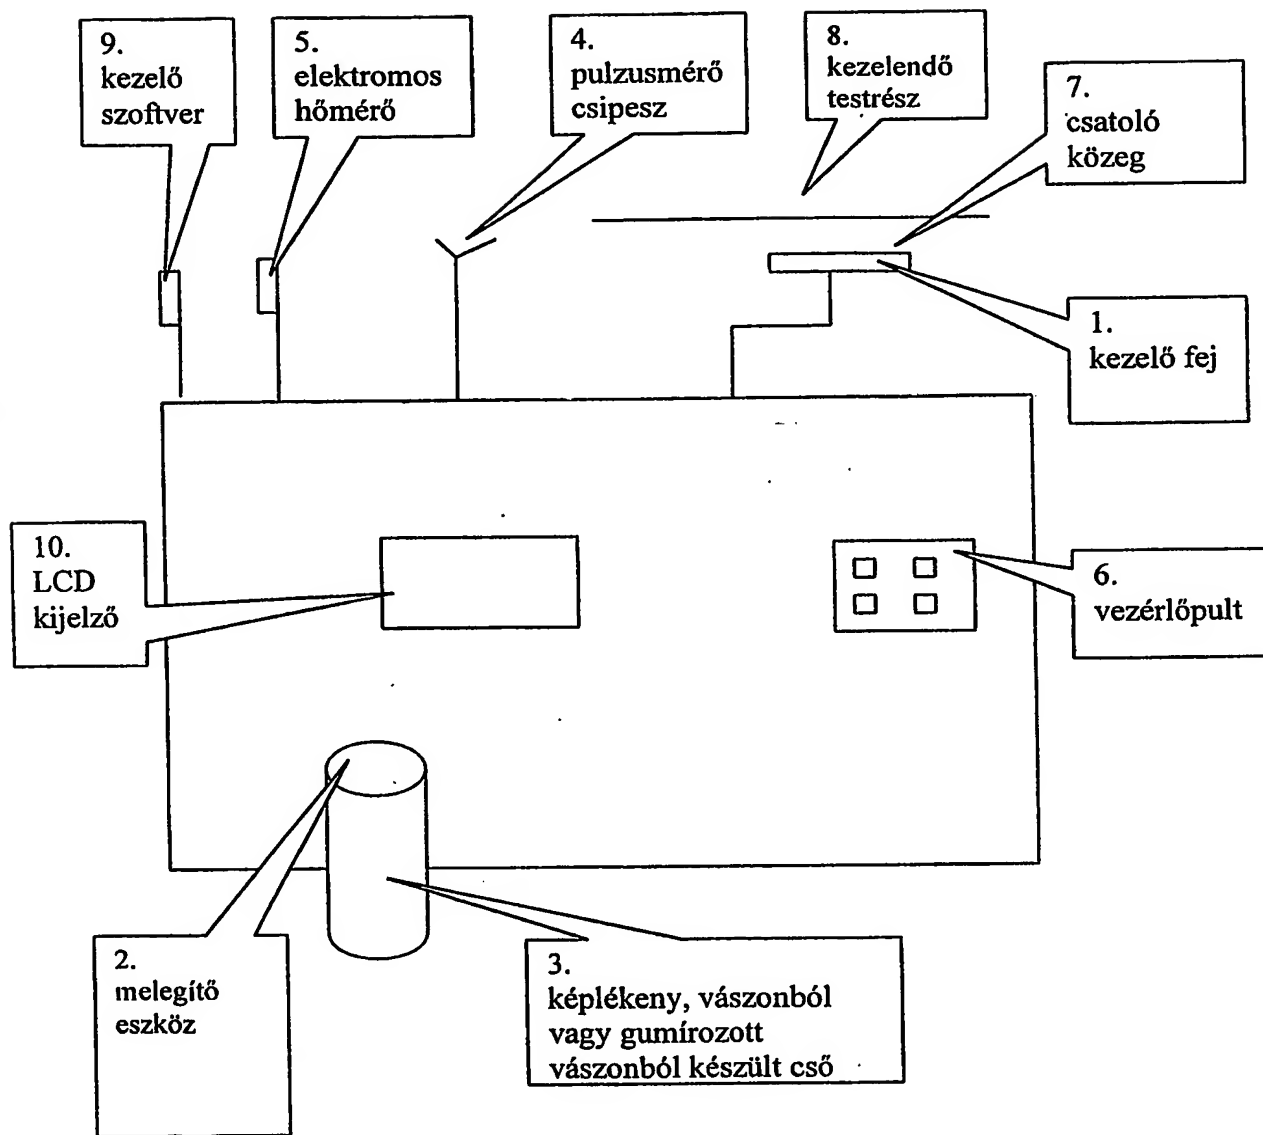 9.
kezelő
szoftver
5.
elektromos
hőmérő
4.
pulzusmérő
csipesz
8.
kezelendő
testrész
7.
csatoló
közeg
1.
kezelő fej
10.
LCD
kijelző
6.
vezérlőpult
2.
melegítő
eszköz
3.
képlékeny, vászonból
vagy gumírozott
vászonból készült cső